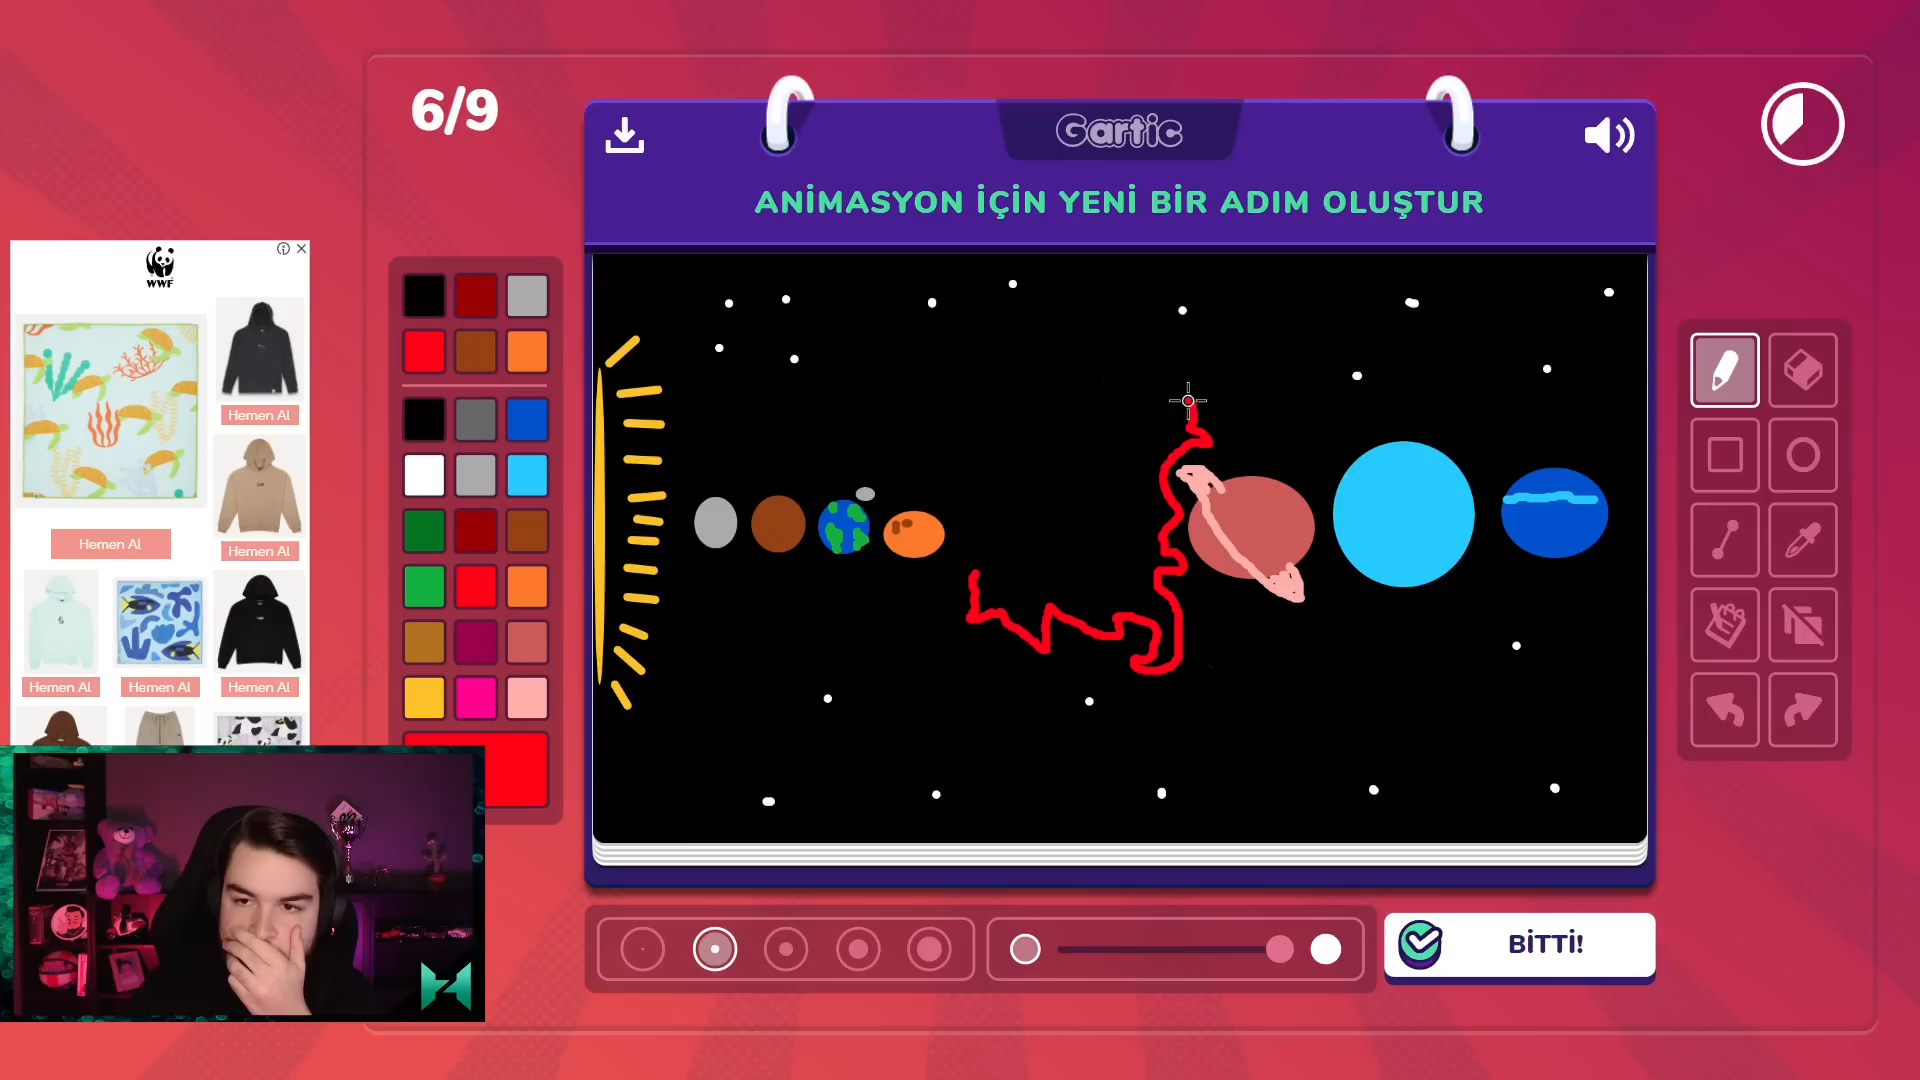 6/9
Gartic
ANİMASYON İÇİN YENİ BİR ADIM OLUŞTUR
WWF
Hemen Al
Hemen Al
Hemen Al
Hemen Al
Hemen Al
Hemen Al
BİTTİ!